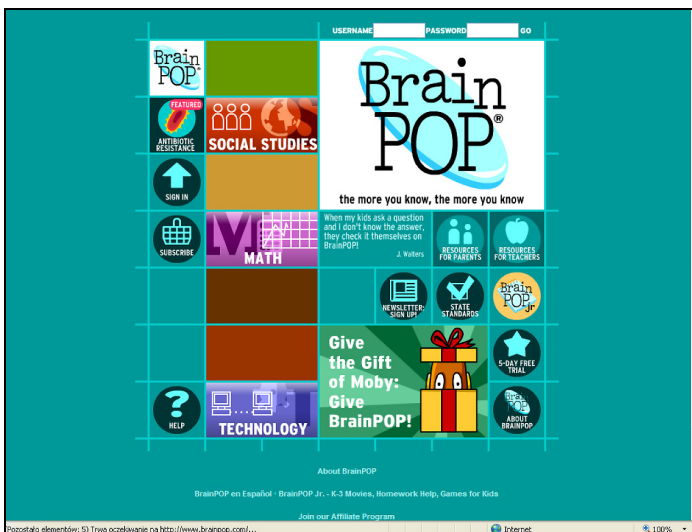 USERNAME PASSWORD GO
Brain
POP®
FEATURED
ANTIBIOTIC
RESISTANCE
SOCIAL STUDIES
SIGN IN
Brain
POP®
the more you know, the more you know
SUBSCRIBE
MATH
When my kids ask a question
and I don't know the answer,
they check it themselves on
BrainPOP!
J. Walters
RESOURCES
FOR PARENTS
RESOURCES
FOR TEACHERS
NEWSLETTER:
SIGN UP!
STATE
STANDARDS
Brain
POP Jr
Give
the Gift
of Moby:
Give
BrainPOP!
5-DAY FREE
TRIAL
HELP
TECHNOLOGY
Brain
POP
ABOUT
BRAINPOP
About BrainPOP
BrainPOP en Español · BrainPOP Jr. - K-3 Movies, Homework Help, Games for Kids
Join our Affiliate Program
Pozostało elementów: 5) Trwa oczekiwanie na http://www.brainpop.com/... Internet 100%